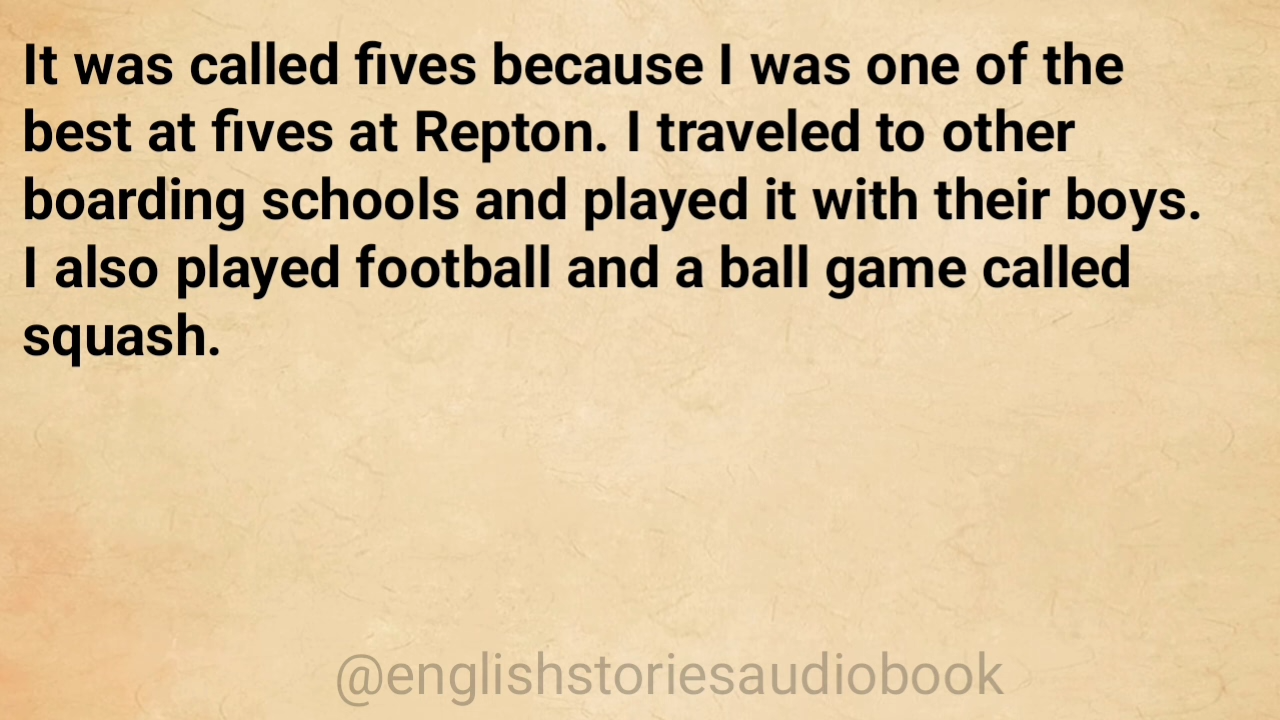 It was called fives because I was one of the
best at fives at Repton. I traveled to other
boarding schools and played it with their boys.
I also played football and a ball game called
squash.
@englishstoriesaudiobook